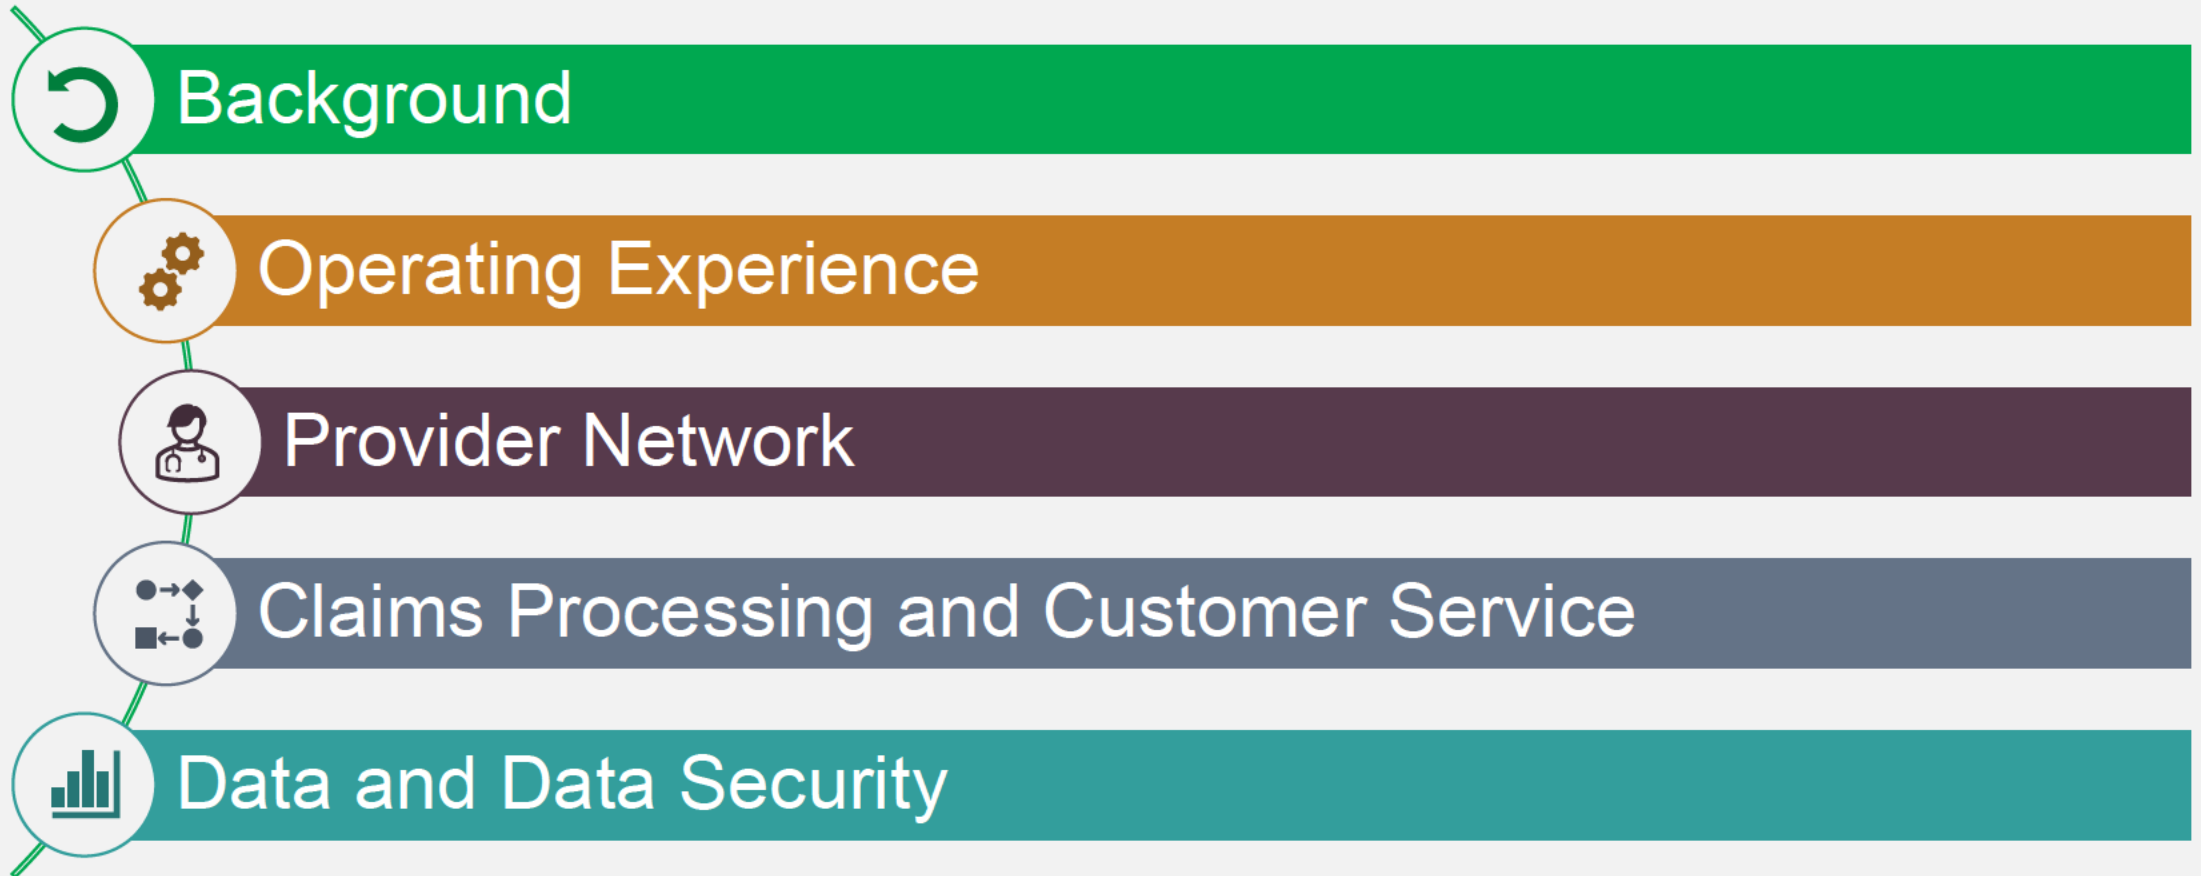 Background
Operating Experience
Provider Network
Claims Processing and Customer Service
Data and Data Security